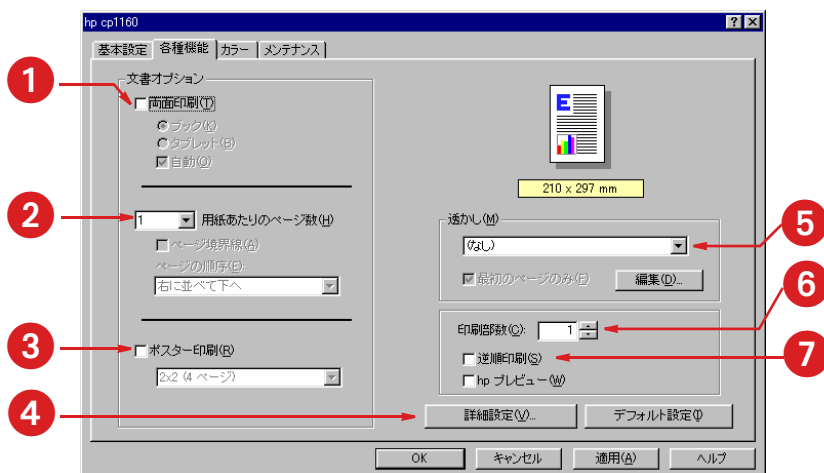 hp cp1160
基本設定 各種機能 カラー メンテナンス
文書オプション
1
両面印刷(T)
ブック(K)
タブレット(B)
自動(O)
2
1 用紙あたりのページ数(H)
ページ境界線(A)
ページの順序(E):
右に並べて下へ
3
ポスター印刷(R)
2x2 (4 ページ)
4
210 x 297 mm
透かし(M)
5
(なし)
最初のページのみ(F) 編集(D)...
6
印刷部数(C): 1
7
逆順印刷(S)
hp プレビュー(W)
詳細設定(V)... デフォルト設定(I)
OK キャンセル 適用(A) ヘルプ